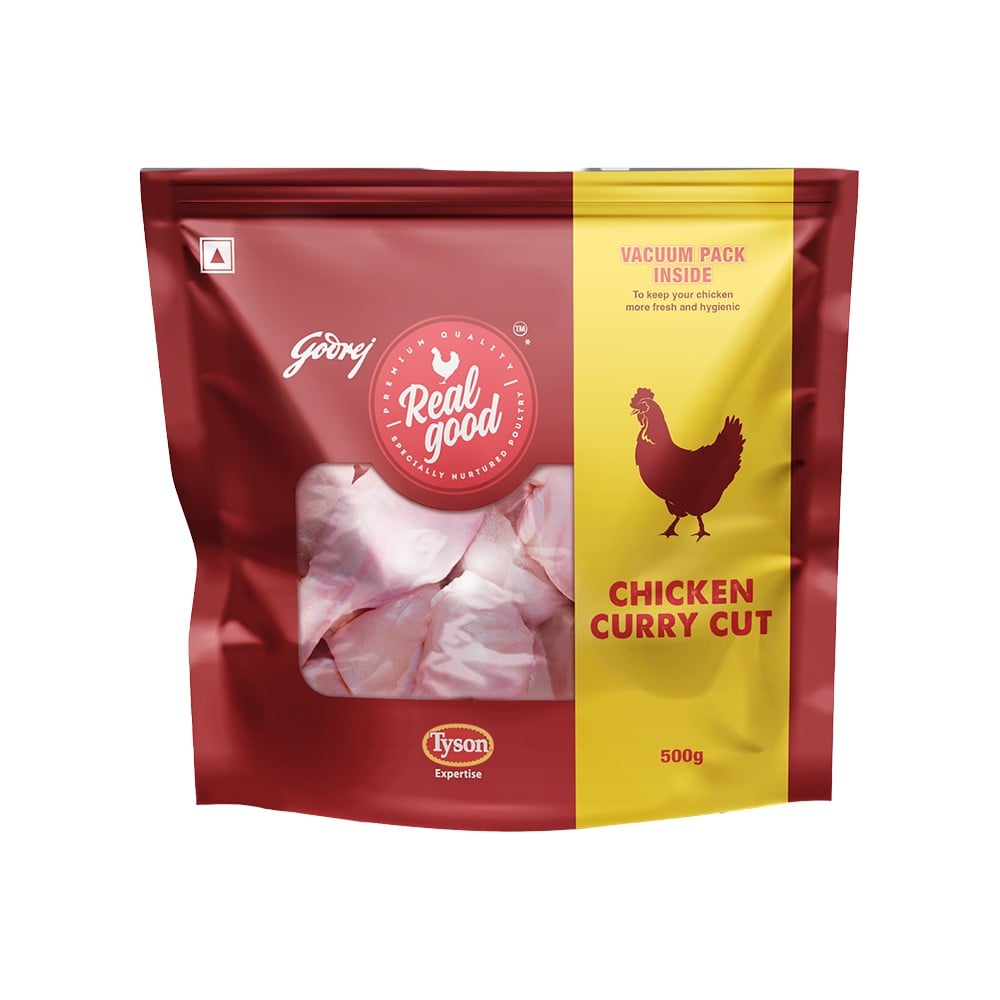 VACUUM PACK
INSIDE
To keep your chicken
more fresh and hygienic
Godrej
PREMIUM QUALITY
Real
good
SPECIALLY NURTURED POULTRY
TM
*
CHICKEN
CURRY CUT
Tyson
Expertise
500g